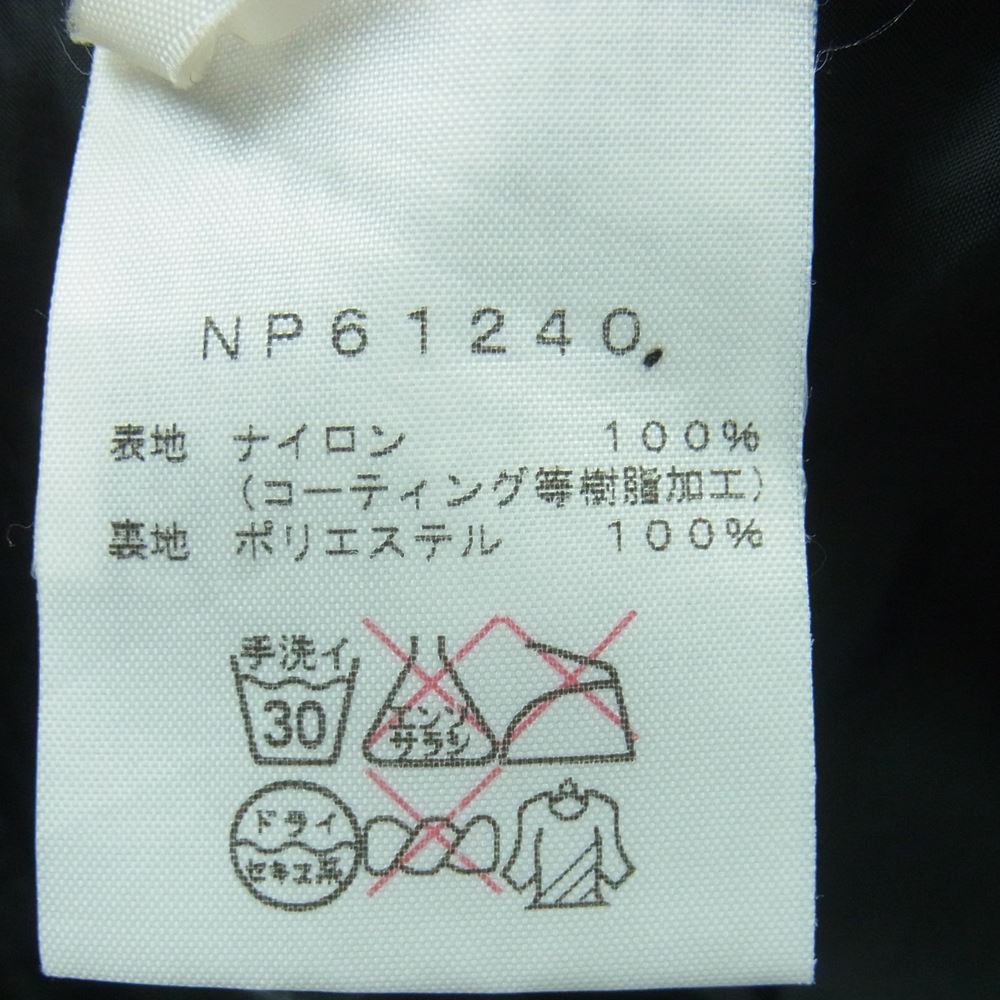 NP61240
表地 ナイロン 100%
(コーティング等樹脂加工)
裏地 ポリエステル 100%
手洗イ
30
エンソ
サラシ
ドライ
セキユ系